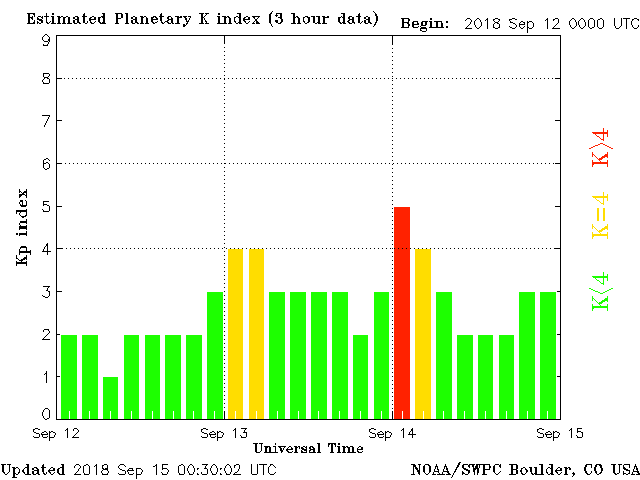 Estimated Planetary K index (3 hour data)
Begin: 2018 Sep 12 0000 UTC
9
8
7
6
5
4
3
2
1
0
Kp index
K>4
K=4
K<4
Sep 12 Sep 13 Sep 14 Sep 15
Universal Time
Updated 2018 Sep 15 00:30:02 UTC
NOAA/SWPC Boulder, CO USA